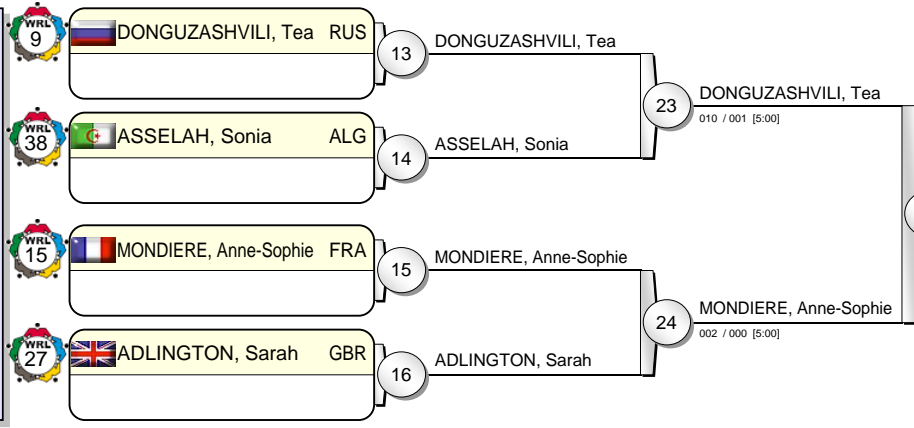 WRL
9
DONGUZASHVILI, Tea RUS
13
DONGUZASHVILI, Tea
23
DONGUZASHVILI, Tea
010 / 001 [5:00]
WRL
38
ASSELAH, Sonia ALG
14
ASSELAH, Sonia
WRL
15
MONDIERE, Anne-Sophie FRA
15
MONDIERE, Anne-Sophie
24
MONDIERE, Anne-Sophie
002 / 000 [5:00]
WRL
27
ADLINGTON, Sarah GBR
16
ADLINGTON, Sarah